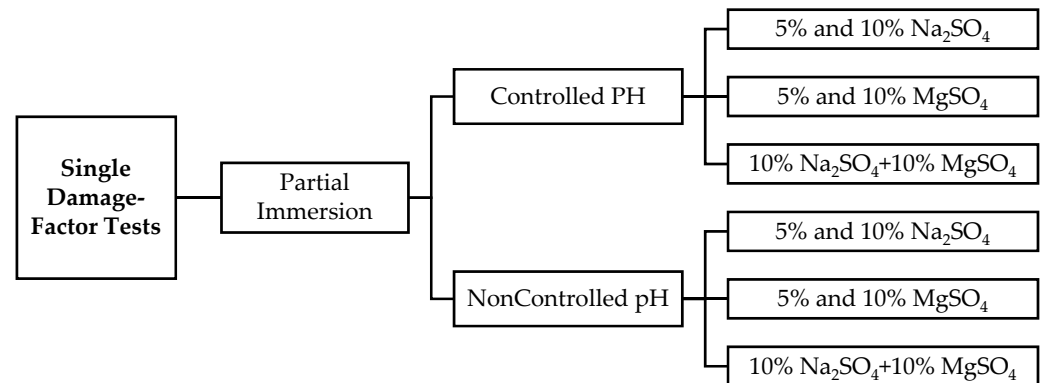 Single
Damage-
Factor Tests
Partial
Immersion
Controlled PH
5% and 10% Na₂SO₄
5% and 10% MgSO₄
10% Na₂SO₄+10% MgSO₄
NonControlled pH
5% and 10% Na₂SO₄
5% and 10% MgSO₄
10% Na₂SO₄+10% MgSO₄